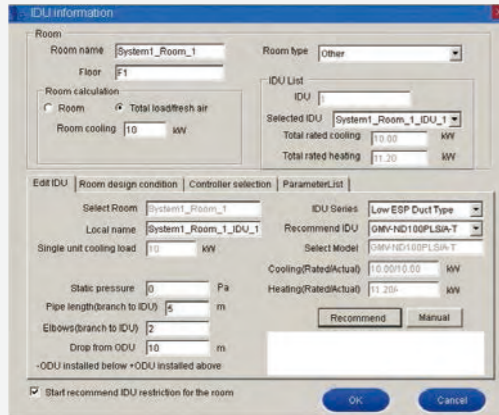 IDU information
Room
Room name System1_Room_1
Room type Other
Floor F1
Room calculation
Room Total load/fresh air
Room cooling 10 kW
IDU List
IDU 1
Selected IDU System1_Room_1_IDU_1
Total rated cooling 10.00 kW
Total rated heating 11.20 kW
Edit IDU Room design condition Controller selection ParameterList
Select Room System1_Room_1
IDU Series Low ESP Duct Type
Local name System1_Room_1_IDU_1
Recommend IDU GMV-ND100PLS/A-T
Single unit cooling load 10 kW
Select Model GMV-ND100PLS/A-T
Cooling(Rated/Actual) 10.00/10.00 kW
Static pressure 0 Pa
Heating(Rated/Actual) kW
Pipe length(branch to IDU) 5 m
Recommend Manual
Elbows(branch to IDU) 2
Drop from ODU 10 m
-ODU installed below +ODU installed above
Start recommend IDU restriction for the room
OK Cancel